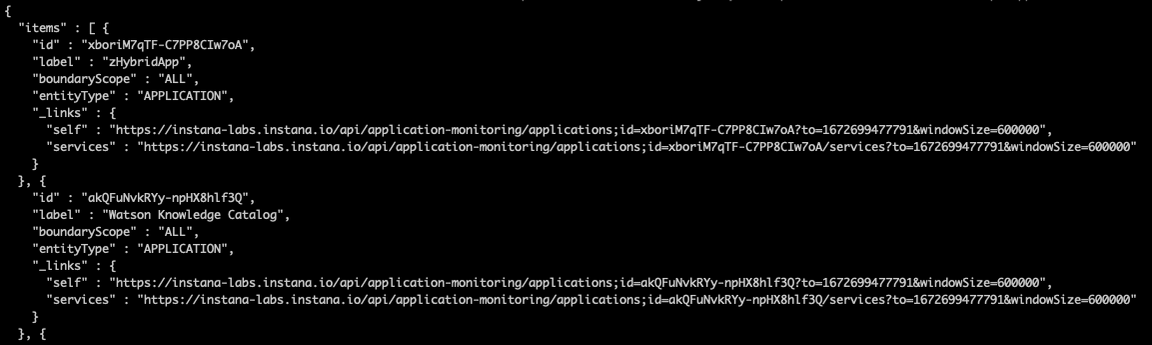 {
  "items" : [ {
    "id" : "xboriM7qTF-C7PP8CIw7oA",
    "label" : "zHybridApp",
    "boundaryScope" : "ALL",
    "entityType" : "APPLICATION",
    "_links" : {
      "self" : "https://instana-labs.instana.io/api/application-monitoring/applications;id=xboriM7qTF-C7PP8CIw7oA?to=1672699477791&windowSize=600000",
      "services" : "https://instana-labs.instana.io/api/application-monitoring/applications;id=xboriM7qTF-C7PP8CIw7oA/services?to=1672699477791&windowSize=600000"
    }
  }, {
    "id" : "akQFuNvkRYy-npHX8hlf3Q",
    "label" : "Watson Knowledge Catalog",
    "boundaryScope" : "ALL",
    "entityType" : "APPLICATION",
    "_links" : {
      "self" : "https://instana-labs.instana.io/api/application-monitoring/applications;id=akQFuNvkRYy-npHX8hlf3Q?to=1672699477791&windowSize=600000",
      "services" : "https://instana-labs.instana.io/api/application-monitoring/applications;id=akQFuNvkRYy-npHX8hlf3Q/services?to=1672699477791&windowSize=600000"
    }
  }, {